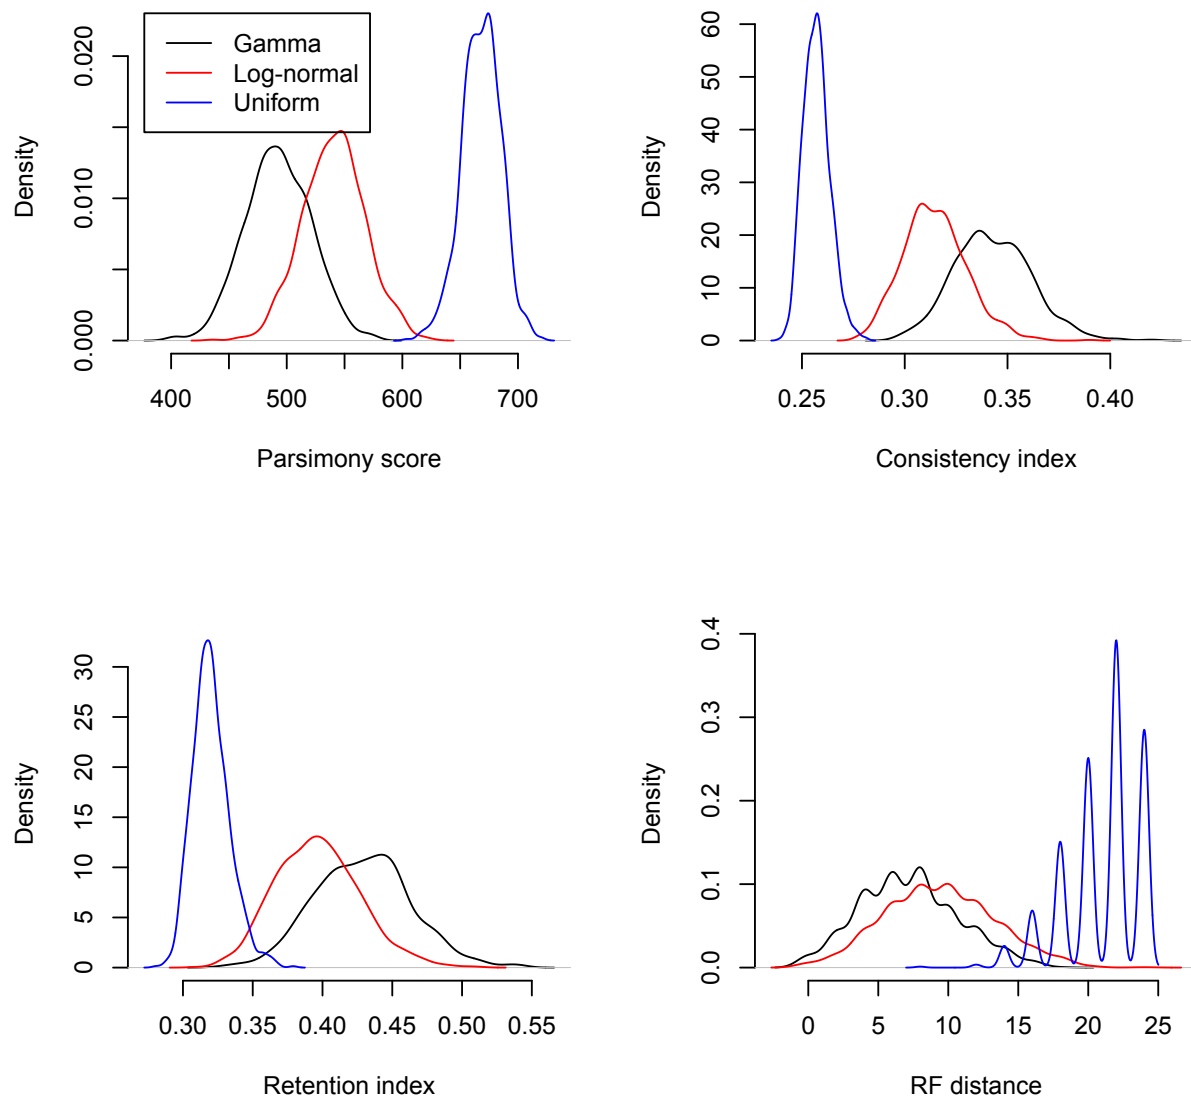 Gamma
Log-normal
Uniform
Density
0.000 0.010 0.020
400 500 600 700
Parsimony score
Density
0 10 20 30 40 50 60
0.25 0.30 0.35 0.40
Consistency index
Density
0 5 10 15 20 25 30
0.30 0.35 0.40 0.45 0.50 0.55
Retention index
Density
0.0 0.1 0.2 0.3 0.4
0 5 10 15 20 25
RF distance